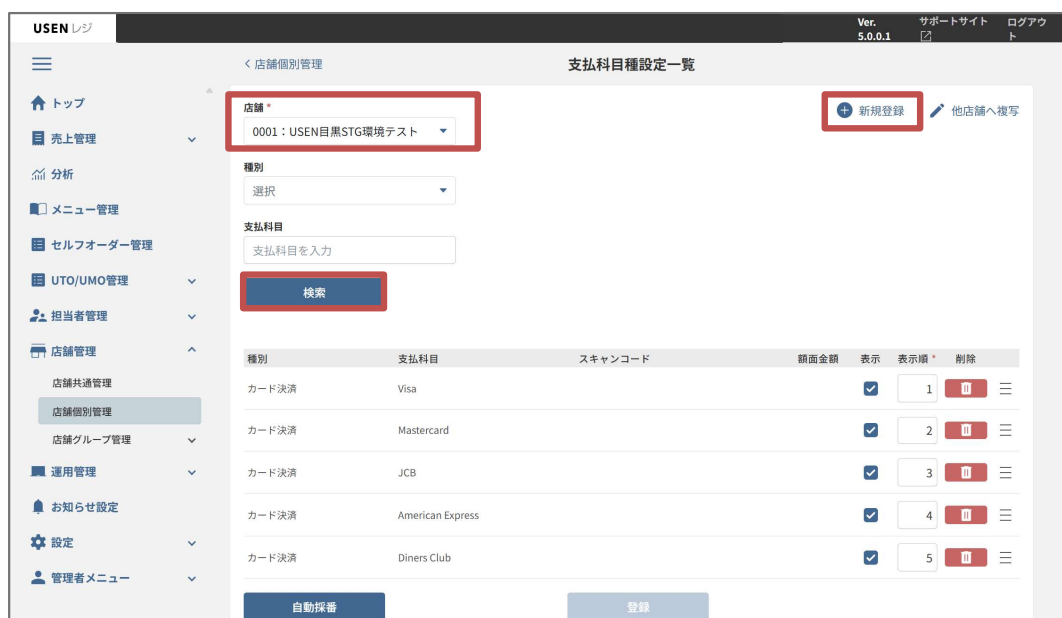 USEN レジ
Ver. 5.0.0.1
サポートサイト
ログアウト
< 店舗個別管理
支払科目種設定一覧
トップ
売上管理
分析
メニュー管理
セルフオーダー管理
UTO/UMO管理
担当者管理
店舗管理
店舗共通管理
店舗個別管理
店舗グループ管理
運用管理
お知らせ設定
設定
管理者メニュー
店舗 *
0001：USEN目黒STG環境テスト
新規登録
他店舗へ複写
種別
選択
支払科目
支払科目を入力
検索
種別 支払科目 スキャンコード 額面金額 表示 表示順 * 削除
カード決済 Visa 1
カード決済 Mastercard 2
カード決済 JCB 3
カード決済 American Express 4
カード決済 Diners Club 5
自動採番 登録